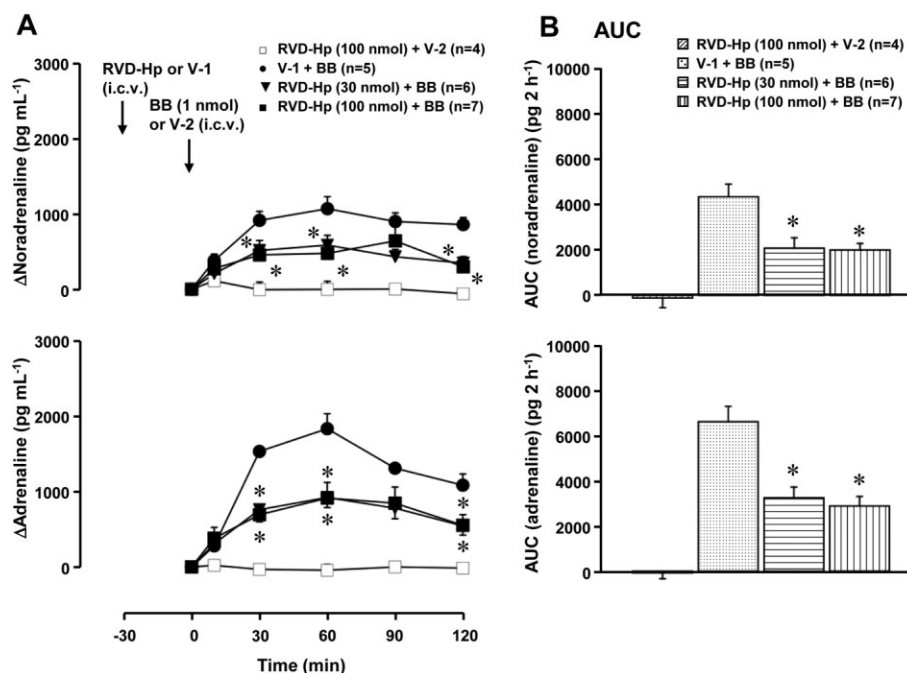 A
RVD-Hp (100 nmol) + V-2 (n=4)
V-1 + BB (n=5)
RVD-Hp (30 nmol) + BB (n=6)
RVD-Hp (100 nmol) + BB (n=7)
RVD-Hp or V-1
(i.c.v.)
BB (1 nmol)
or V-2 (i.c.v.)
ΔNoradrenaline (pg mL⁻¹)
3000
2000
1000
0
* * *
* * *
ΔAdrenaline (pg mL⁻¹)
3000
2000
1000
0
* * *
* * *
-30 0 30 60 90 120
Time (min)
B AUC
RVD-Hp (100 nmol) + V-2 (n=4)
V-1 + BB (n=5)
RVD-Hp (30 nmol) + BB (n=6)
RVD-Hp (100 nmol) + BB (n=7)
AUC (noradrenaline) (pg 2 h⁻¹)
10000
8000
6000
4000
2000
0
* *
AUC (adrenaline) (pg 2 h⁻¹)
10000
8000
6000
4000
2000
0
* *